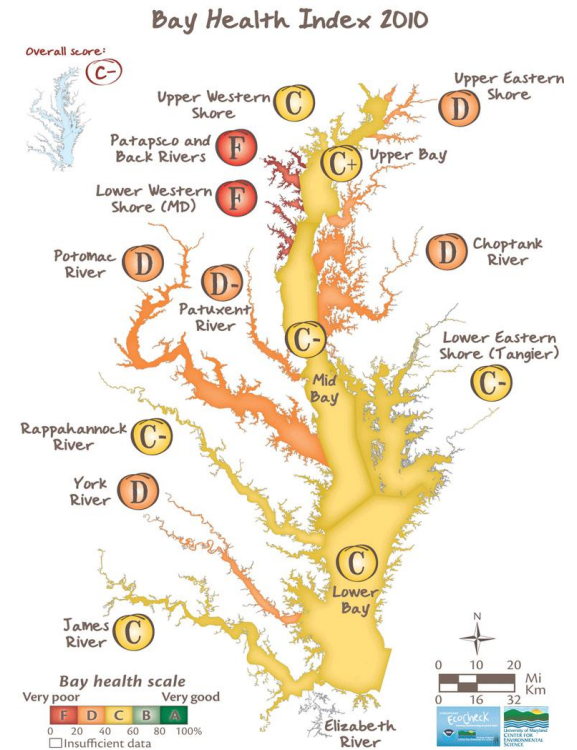 Bay Health Index 2010
Overall score:
C-
Upper Western
Shore
C
Upper Eastern
Shore
D
Patapsco and
Back Rivers
F
C+
Upper Bay
Lower Western
Shore (MD)
F
Potomac
River
D
D-
Patuxent
River
D
Choptank
River
C-
Mid
Bay
Lower Eastern
Shore (Tangier)
C-
Rappahannock
River
C-
York
River
D
C
Lower
Bay
James
River
C
N
0 10 20
Mi
Km
0 16 32
Bay health scale
Very poor
Very good
F D C B A
0 20 40 60 80 100%
Insufficient data
Elizabeth
River
EcoCheck
University of Maryland
CENTER FOR
ENVIRONMENTAL
SCIENCE